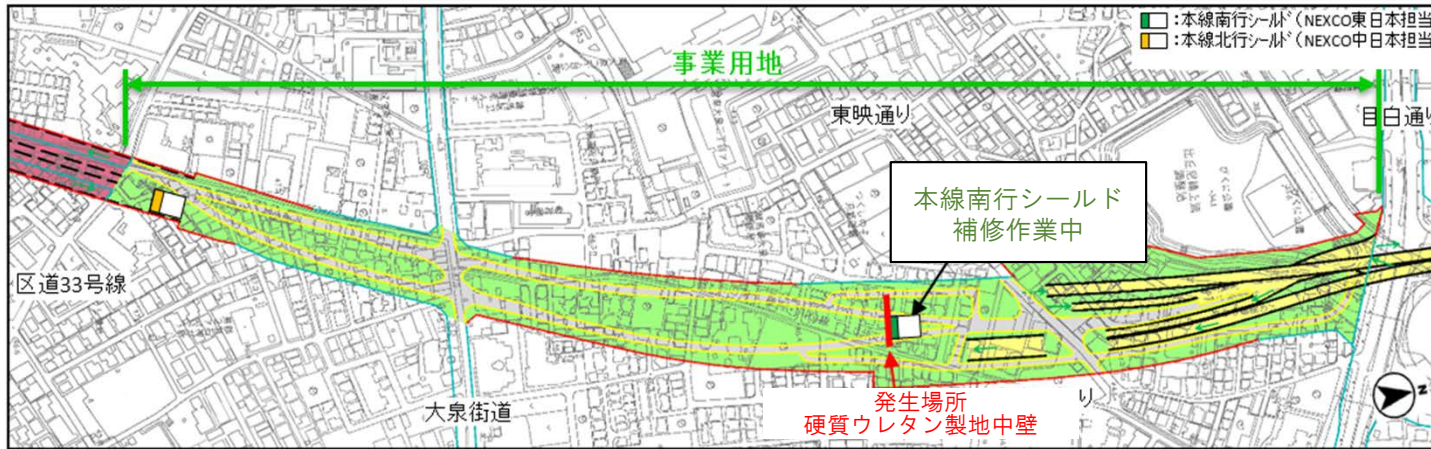 :本線南行シールド(NEXCO東日本担当
:本線北行シールド(NEXCO中日本担当
事業用地
東映通り
目白通り
本線南行シールド
補修作業中
区道33号線
大泉街道
発生場所
硬質ウレタン製地中壁
り
N